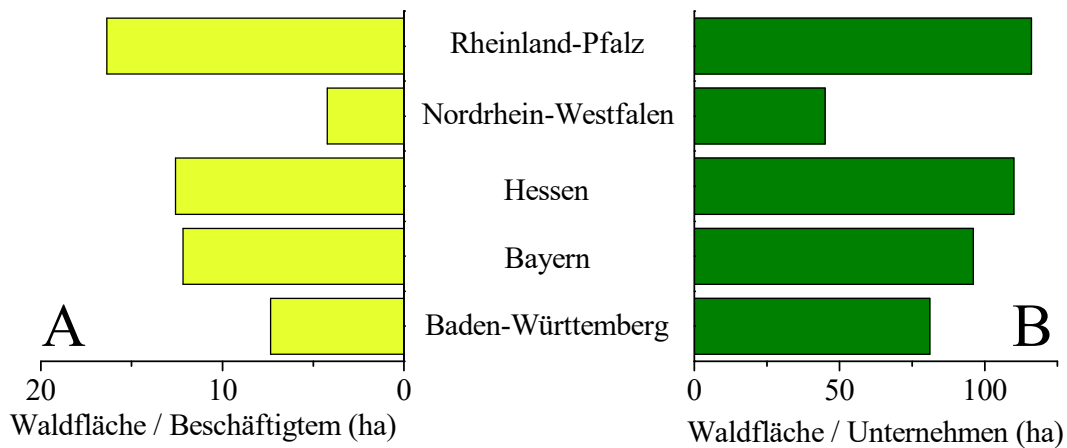 Rheinland-Pfalz
Nordrhein-Westfalen
Hessen
Bayern
A Baden-Württemberg B
20 10 0 0 50 100
Waldfläche / Beschäftigtem (ha) Waldfläche / Unternehmen (ha)